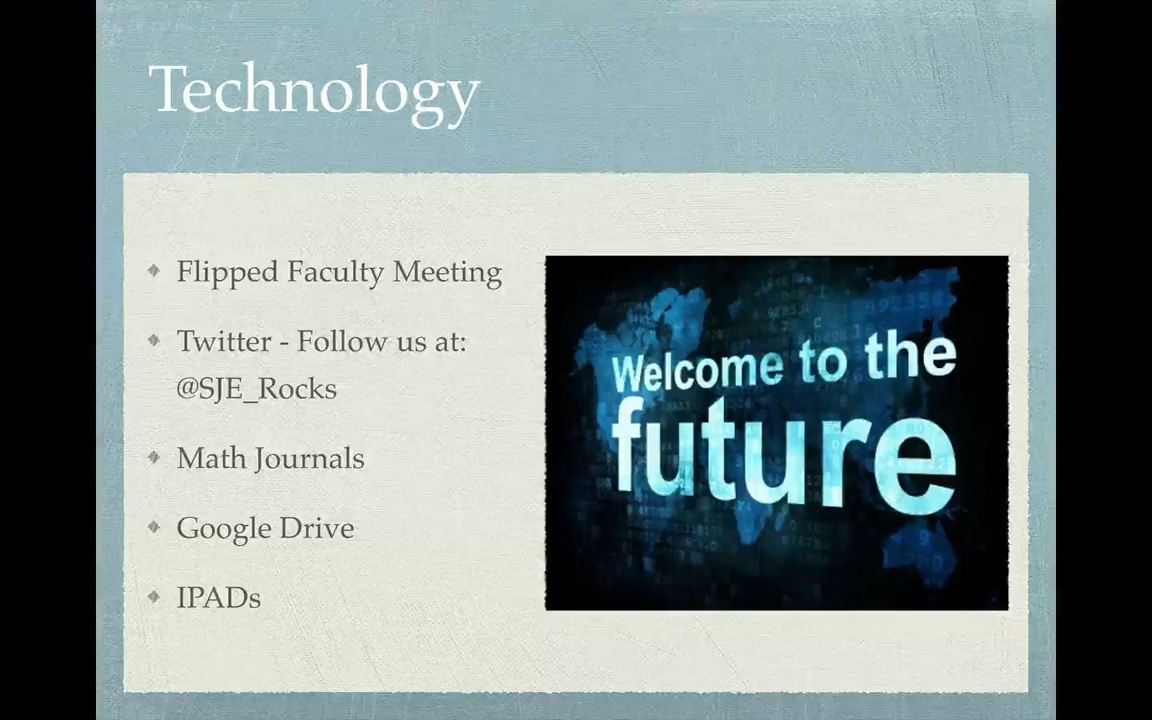 Technology
Flipped Faculty Meeting
Twitter - Follow us at:
@SJE_Rocks
Math Journals
Google Drive
IPADs
Welcome to the
future